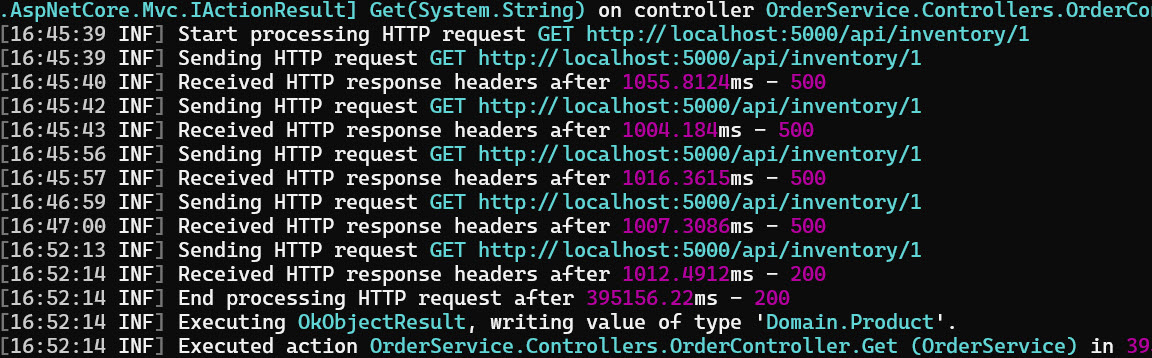 .AspNetCore.Mvc.IActionResult] Get(System.String) on controller OrderService.Controllers.OrderCo
[16:45:39 INF] Start processing HTTP request GET http://localhost:5000/api/inventory/1
[16:45:39 INF] Sending HTTP request GET http://localhost:5000/api/inventory/1
[16:45:40 INF] Received HTTP response headers after 1055.8124ms - 500
[16:45:42 INF] Sending HTTP request GET http://localhost:5000/api/inventory/1
[16:45:43 INF] Received HTTP response headers after 1004.184ms - 500
[16:45:56 INF] Sending HTTP request GET http://localhost:5000/api/inventory/1
[16:45:57 INF] Received HTTP response headers after 1016.3615ms - 500
[16:46:59 INF] Sending HTTP request GET http://localhost:5000/api/inventory/1
[16:47:00 INF] Received HTTP response headers after 1007.3086ms - 500
[16:52:13 INF] Sending HTTP request GET http://localhost:5000/api/inventory/1
[16:52:14 INF] Received HTTP response headers after 1012.4912ms - 200
[16:52:14 INF] End processing HTTP request after 395156.22ms - 200
[16:52:14 INF] Executing OkObjectResult, writing value of type 'Domain.Product'.
[16:52:14 INF] Executed action OrderService.Controllers.OrderController.Get (OrderService) in 39